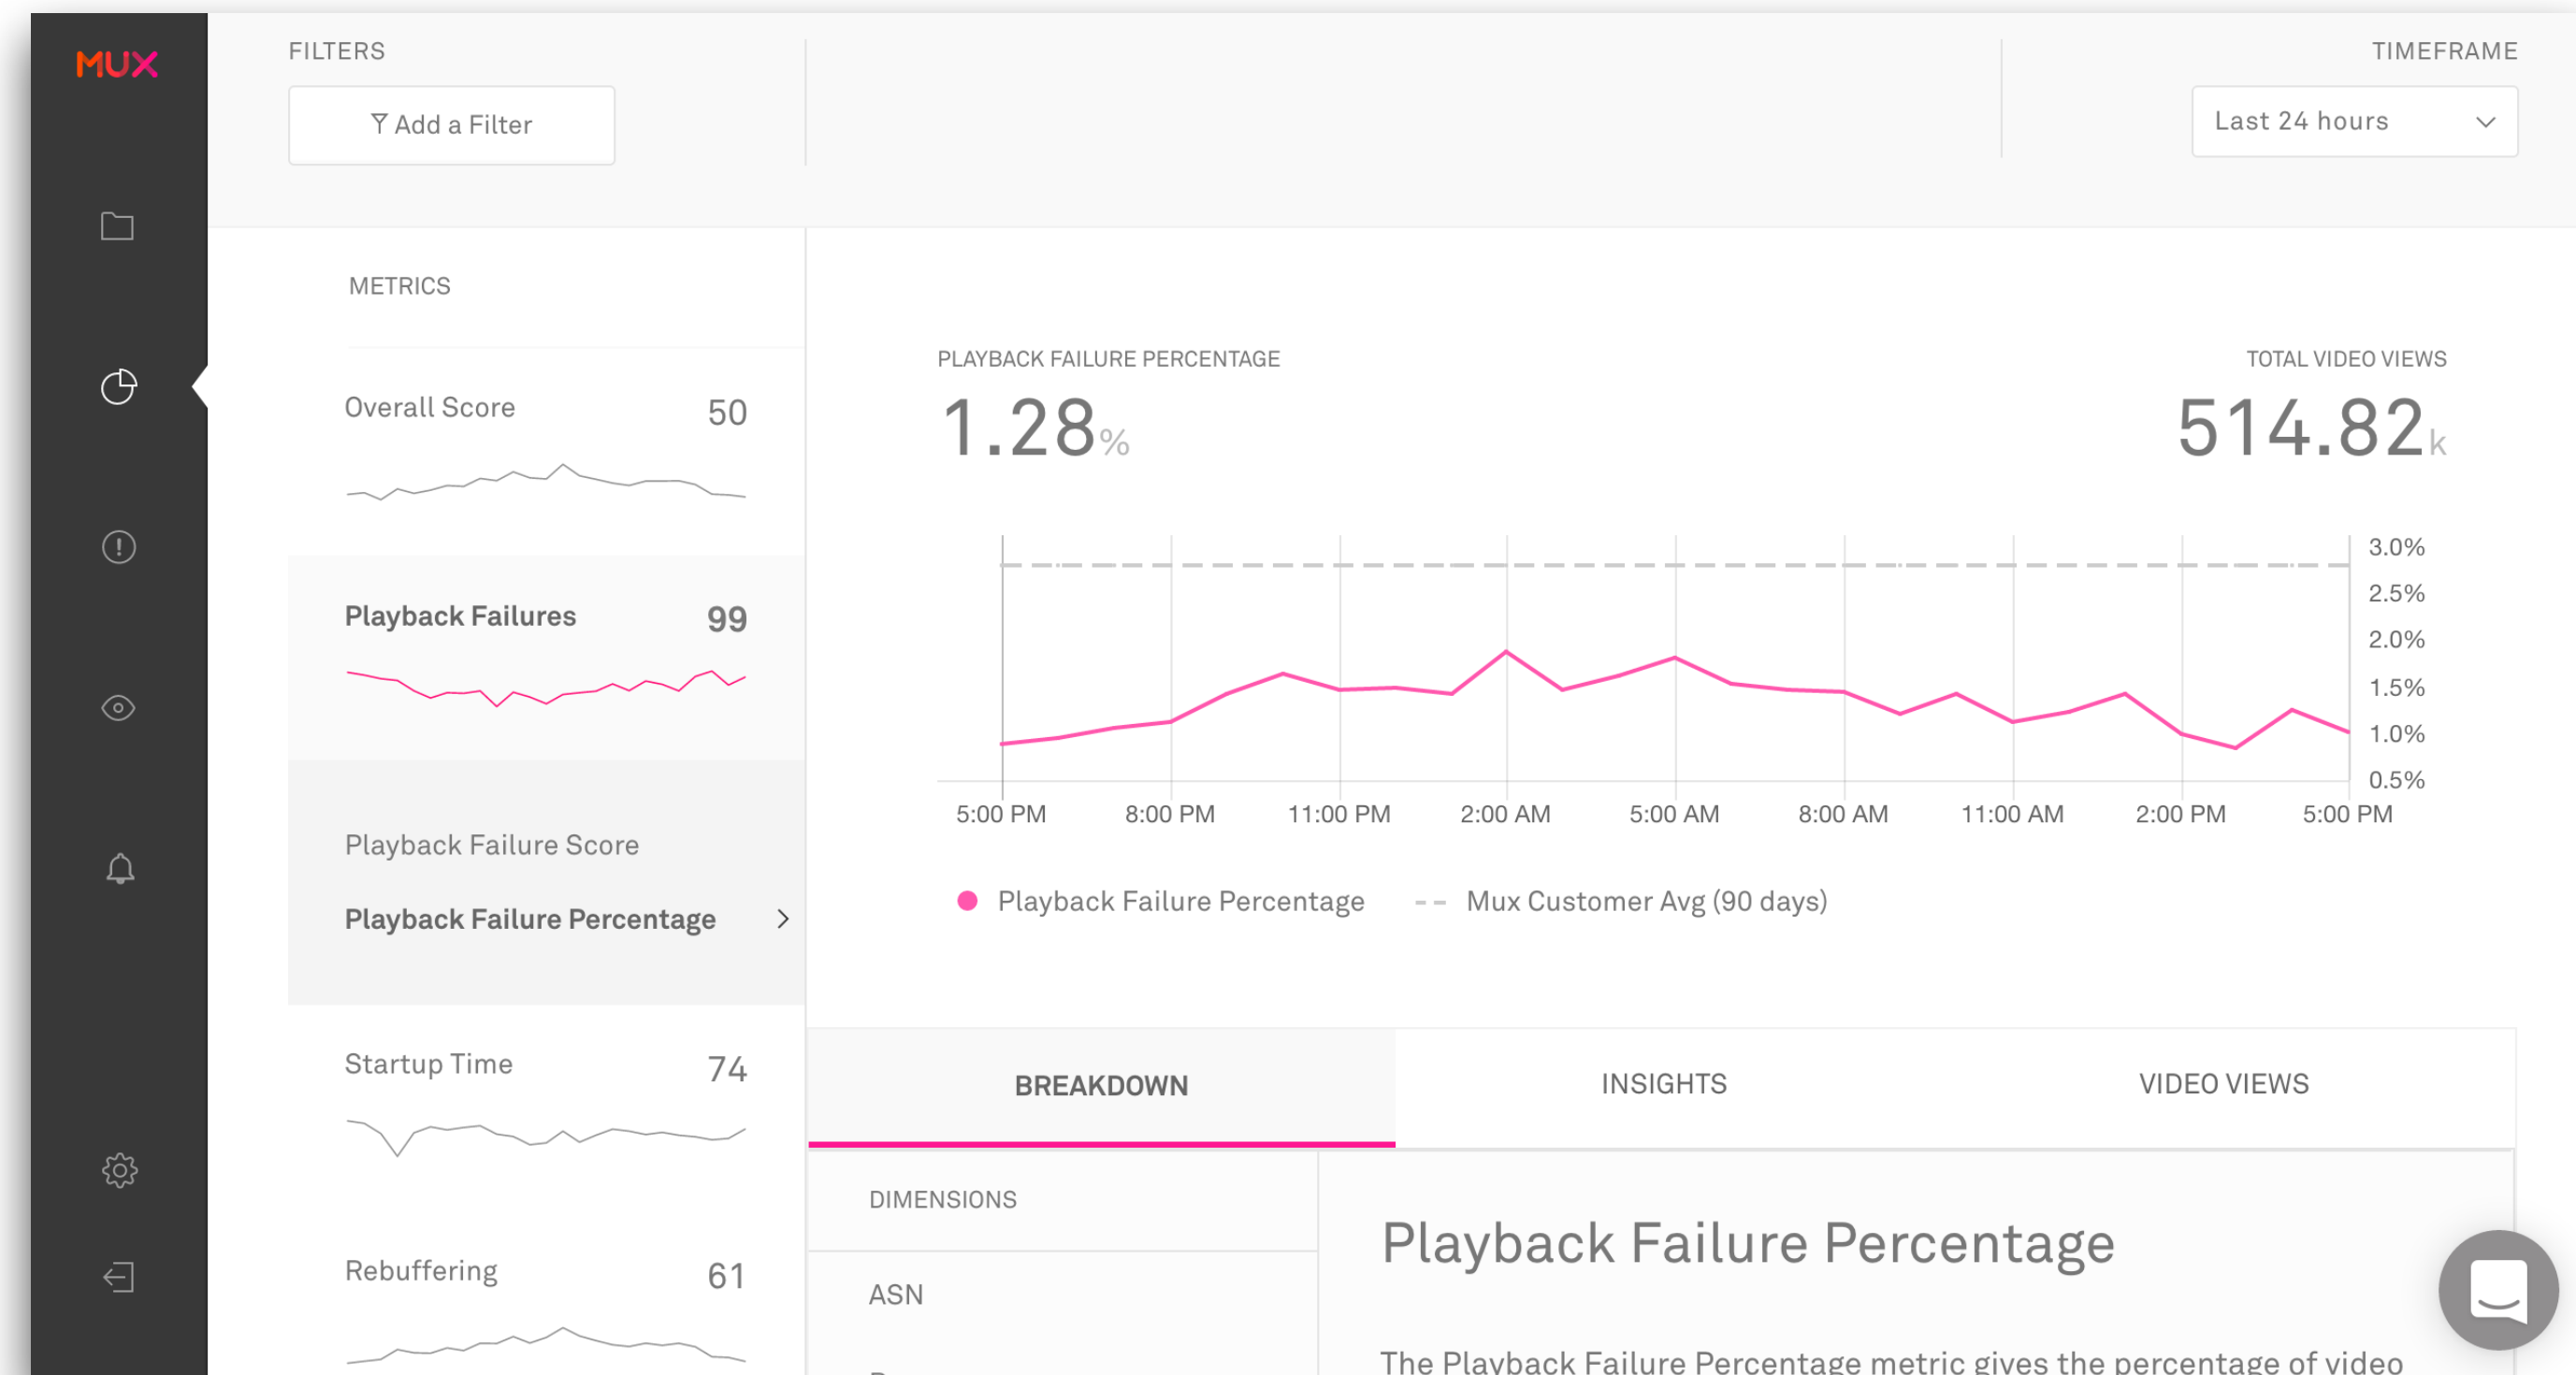 MUX
FILTERS
Add a Filter
TIMEFRAME
Last 24 hours
METRICS
Overall Score
50
Playback Failures
99
Playback Failure Score
Playback Failure Percentage
Startup Time
74
Rebuffering
61
PLAYBACK FAILURE PERCENTAGE
1.28%
TOTAL VIDEO VIEWS
514.82k
3.0%
2.5%
2.0%
1.5%
1.0%
0.5%
5:00 PM 8:00 PM 11:00 PM 2:00 AM 5:00 AM 8:00 AM 11:00 AM 2:00 PM 5:00 PM
Playback Failure Percentage
Mux Customer Avg (90 days)
BREAKDOWN INSIGHTS VIDEO VIEWS
DIMENSIONS
ASN
Playback Failure Percentage
The Playback Failure Percentage metric gives the percentage of video